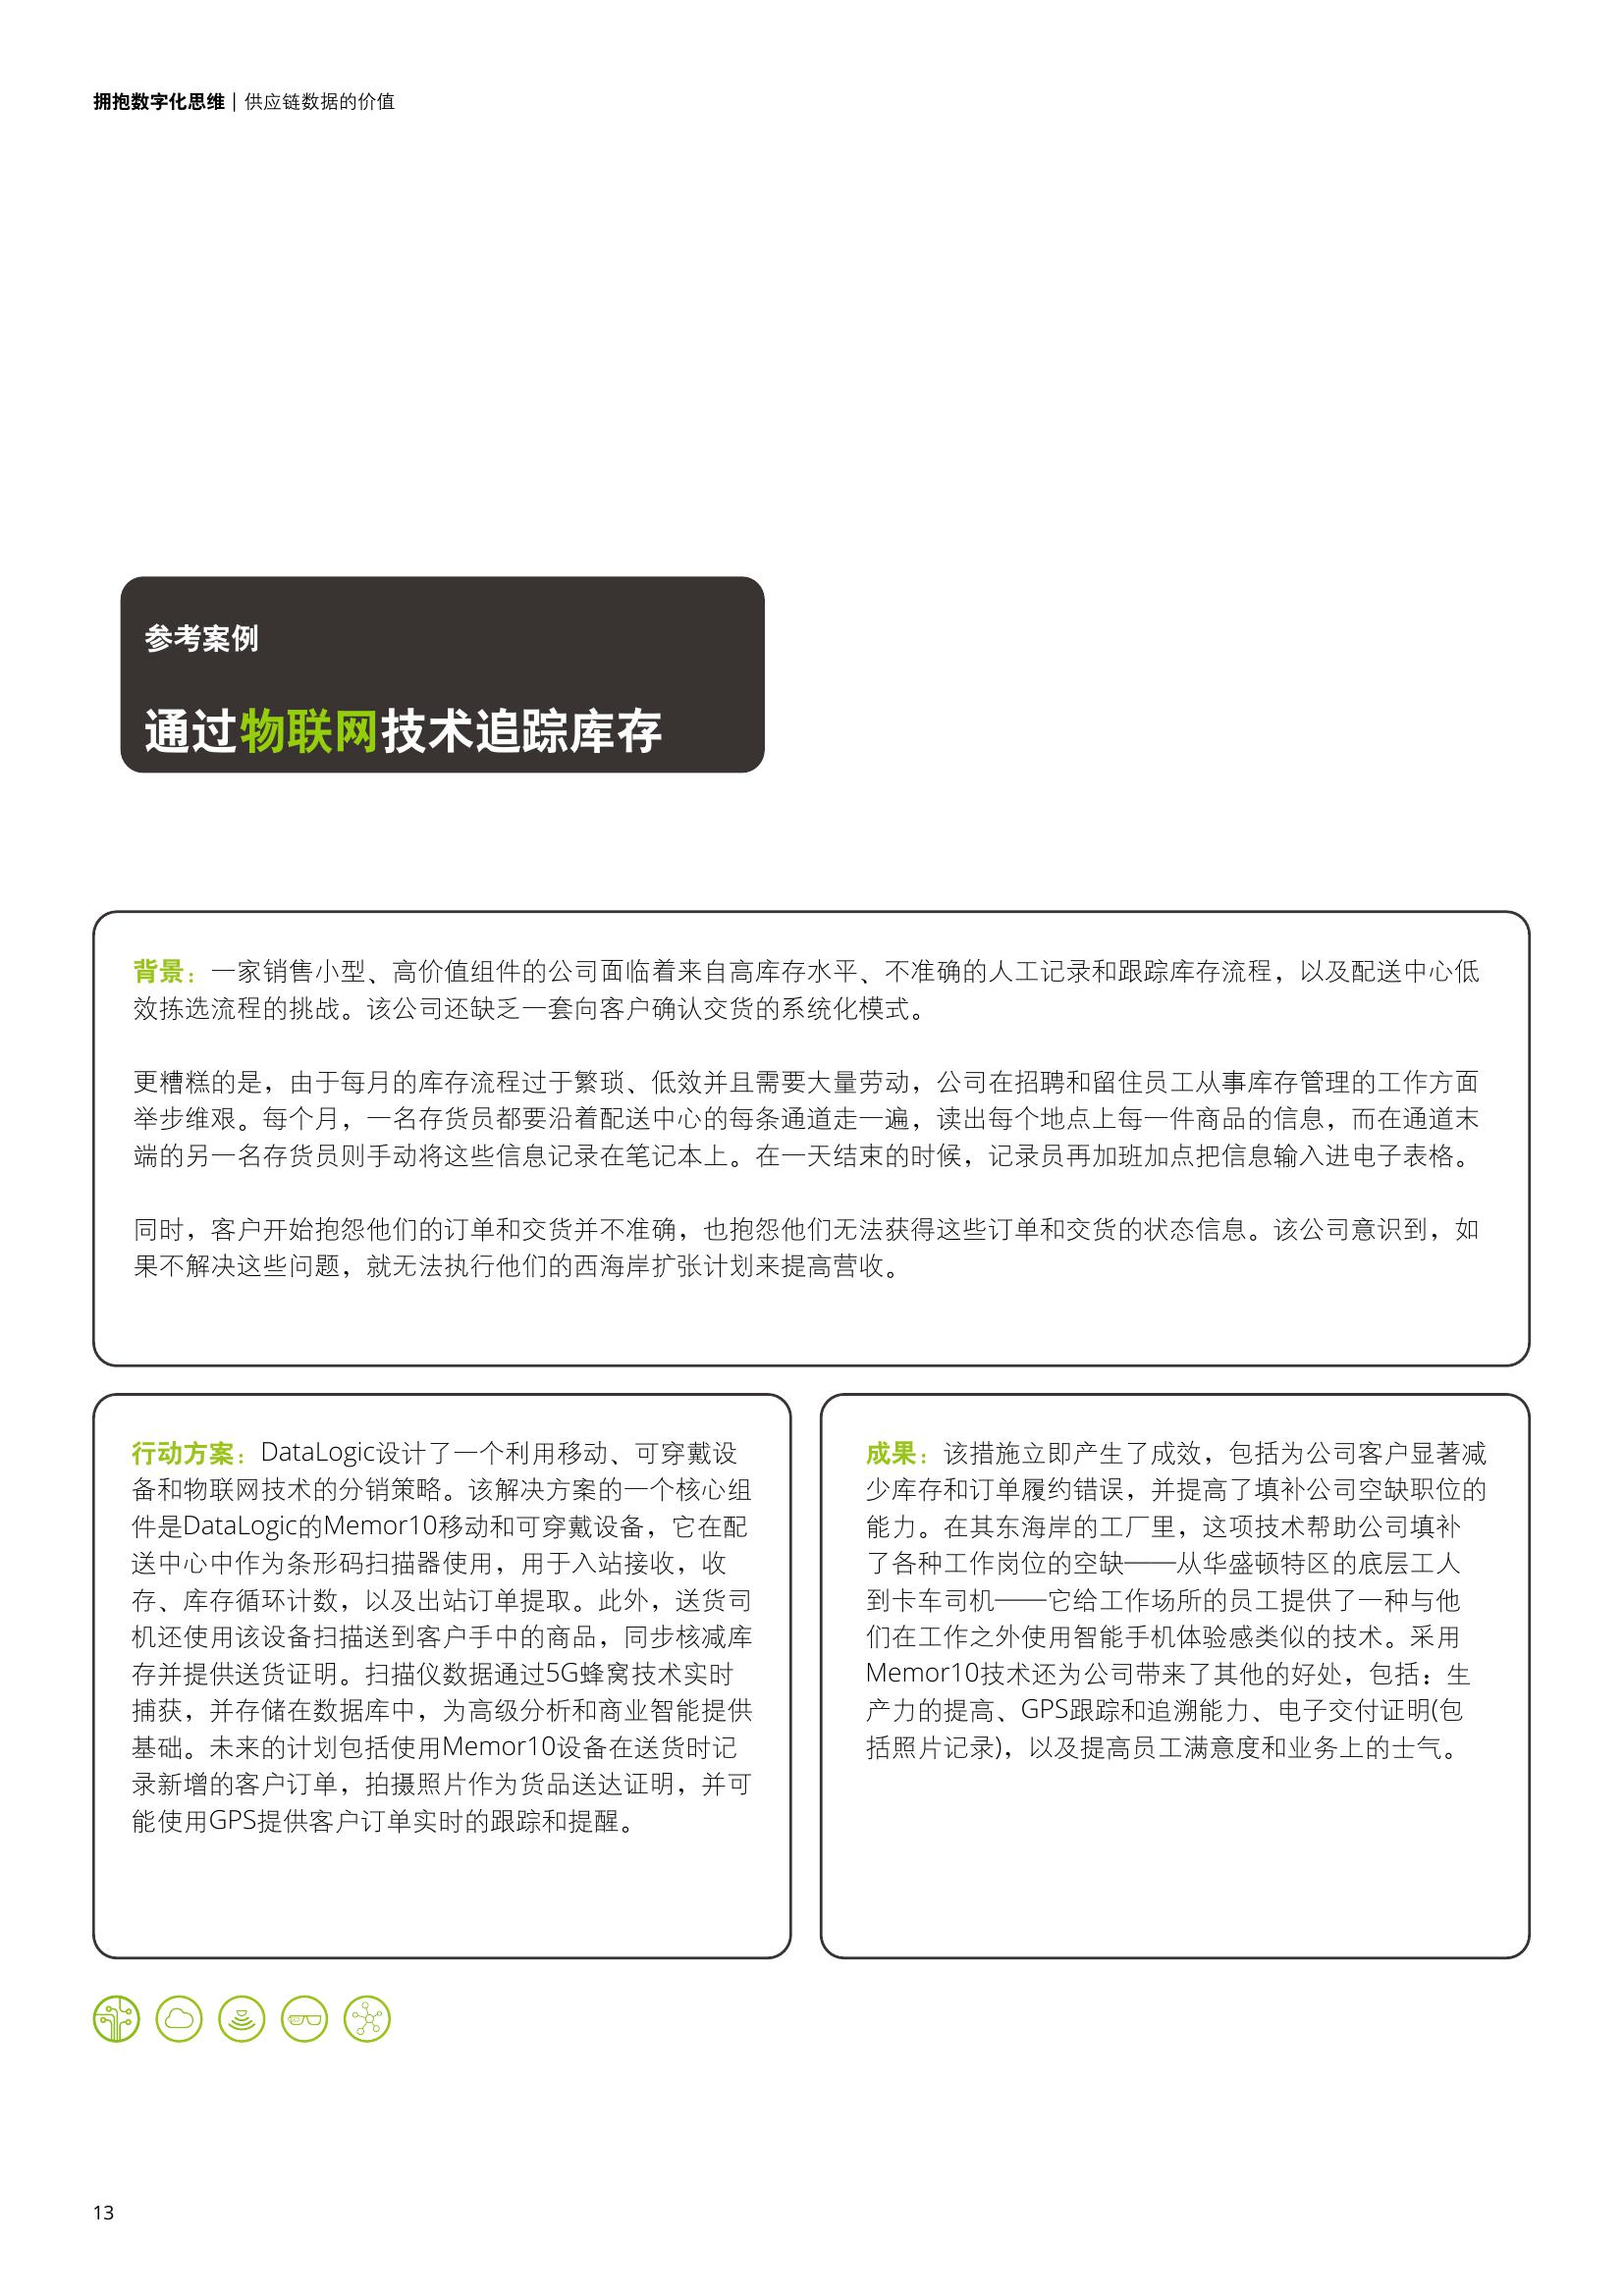 拥抱数字化思维 | 供应链数据的价值
参考案例
通过物联网技术追踪库存
背景：一家销售小型、高价值组件的公司面临着来自高库存水平、不准确的人工记录和跟踪库存流程，以及配送中心低
效拣选流程的挑战。该公司还缺乏一套向客户确认交货的系统化模式。
更糟糕的是，由于每月的库存流程过于繁琐、低效并且需要大量劳动，公司在招聘和留住员工从事库存管理的工作方面
举步维艰。每个月，一名存货员都要沿着配送中心的每条通道走一遍，读出每个地点上每一件商品的信息，而在通道末
端的另一名存货员则手动将这些信息记录在笔记本上。在一天结束的时候，记录员再加班加点把信息输入进电子表格。
同时，客户开始抱怨他们的订单和交货并不准确，也抱怨他们无法获得这些订单和交货的状态信息。该公司意识到，如
果不解决这些问题，就无法执行他们的西海岸扩张计划来提高营收。
行动方案：DataLogic设计了一个利用移动、可穿戴设
备和物联网技术的分销策略。该解决方案的一个核心组
件是DataLogic的Memor10移动和可穿戴设备，它在配
送中心中作为条形码扫描器使用，用于入站接收，收
存、库存循环计数，以及出站订单提取。此外，送货司
机还使用该设备扫描送到客户手中的商品，同步核减库
存并提供送货证明。扫描仪数据通过5G蜂窝技术实时
捕获，并存储在数据库中，为高级分析和商业智能提供
基础。未来的计划包括使用Memor10设备在送货时记
录新增的客户订单，拍摄照片作为货品送达证明，并可
能使用GPS提供客户订单实时的跟踪和提醒。
成果：该措施立即产生了成效，包括为公司客户显著减
少库存和订单履约错误，并提高了填补公司空缺职位的
能力。在其东海岸的工厂里，这项技术帮助公司填补
了各种工作岗位的空缺——从华盛顿特区的底层工人
到卡车司机——它给工作场所的员工提供了一种与他
们在工作之外使用智能手机体验感类似的技术。采用
Memor10技术还为公司带来了其他的好处，包括：生
产力的提高、GPS跟踪和追溯能力、电子交付证明(包
括照片记录)，以及提高员工满意度和业务上的士气。
13